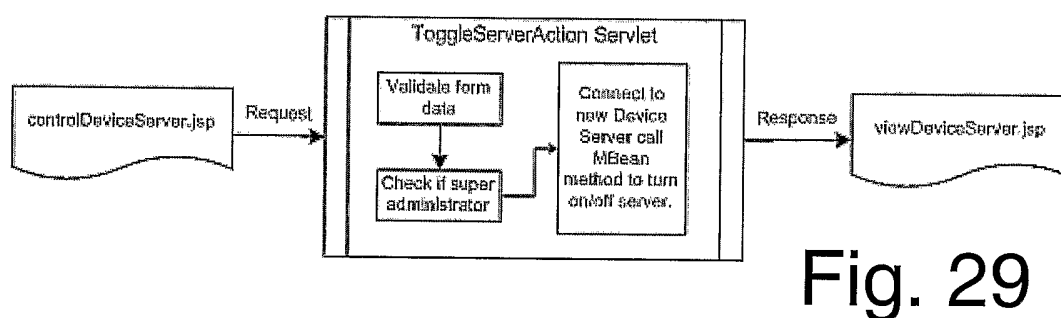 ToggleServerAction Servlet
controlDeviceServer.jsp
Request
Validate form
data
Check if super
administrator
Connect to
new Device
Server call
MBean
method to turn
on/off server.
Response
viewDeviceServer.jsp
Fig. 29